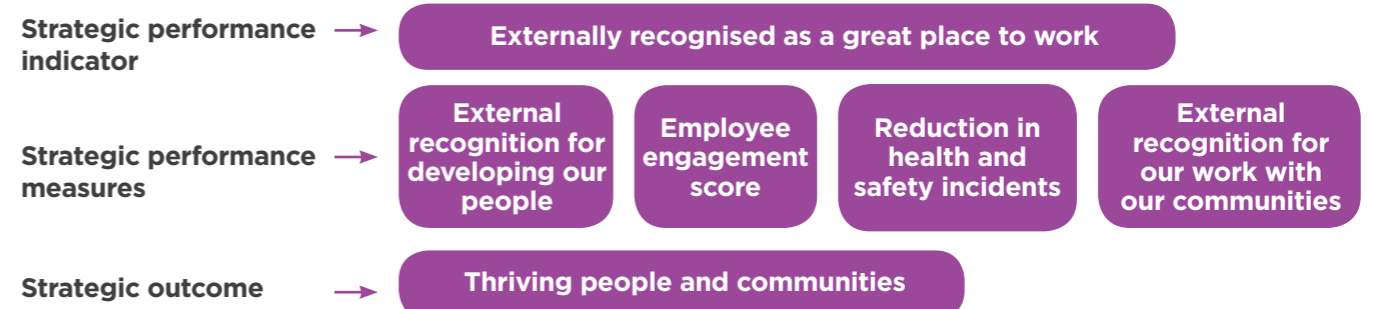 Strategic performance
indicator
Externally recognised as a great place to work
Strategic performance
measures
External
recognition for
developing our
people
Employee
engagement
score
Reduction in
health and
safety incidents
External
recognition for
our work with
our communities
Strategic outcome
Thriving people and communities